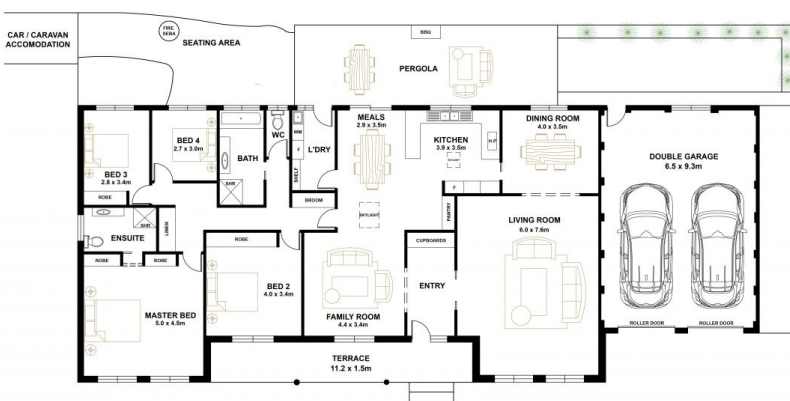 CAR / CARAVAN
ACCOMODATION
FIRE
SEBA
SEATING AREA
BBQ
PERGOLA
BED 3
2.8 x 3.4m
ROBE
BED 4
2.7 x 3.0m
BATH
SHR
WC
WM
F
SHELF
L'DRY
BROOM
MEALS
2.9 x 3.5m
KITCHEN
3.9 x 3.5m
H.P
F
PANTRY
DINING ROOM
4.0 x 3.5m
DOUBLE GARAGE
6.5 x 9.3m
ENSUITE
SHR
LINEN
SKYLIGHT
ROBE
ROBE
ROBE
CUPBOARDS
LIVING ROOM
6.0 x 7.6m
MASTER BED
5.0 x 4.5m
BED 2
4.0 x 3.4m
FAMILY ROOM
4.4 x 3.4m
ENTRY
ROLLER DOOR
ROLLER DOOR
TERRACE
11.2 x 1.5m